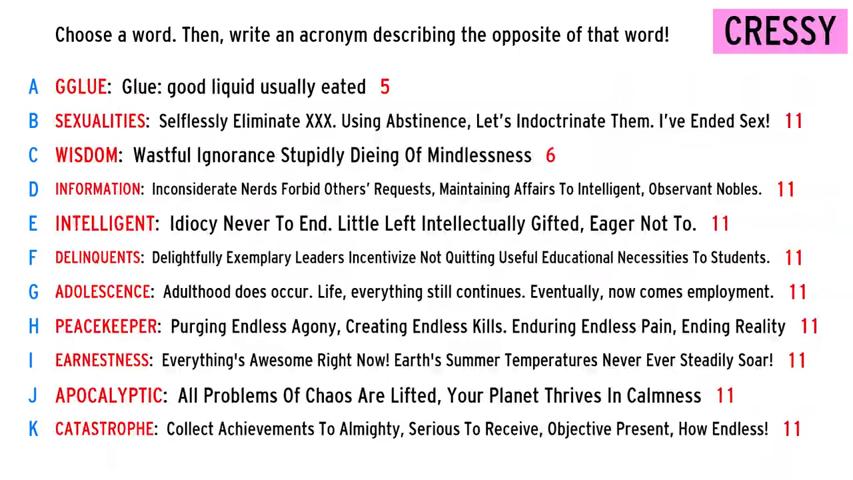 Choose a word. Then, write an acronym describing the opposite of that word!
CRESSY
A GGLUE: Glue: good liquid usually eaten 5
B SEXUALITIES: Selflessly Eliminate XXX. Using Abstinence, Let's Indoctrinate Them. I've Ended Sex! 11
C WISDOM: Wastful Ignorance Stupidly Dieing Of Mindlessness 6
D INFORMATION: Inconsiderate Nerds Forbid Others' Requests, Maintaining Affairs To Intelligent, Observant Nobles. 11
E INTELLIGENT: Idiocy Never To End. Little Left Intellectually Gifted, Eager Not To. 11
F DELINQUENTS: Delightfully Exemplary Leaders Incentivize Not Quitting Useful Educational Necessities To Students. 11
G ADOLESCENCE: Adulthood does occur. Life, everything still continues. Eventually, now comes employment. 11
H PEACEKEEPER: Purging Endless Agony, Creating Endless Kills. Enduring Endless Pain, Ending Reality 11
I EARNESTNESS: Everything's Awesome Right Now! Earth's Summer Temperatures Never Ever Steadily Soar! 11
J APOCALYPTIC: All Problems Of Chaos Are Lifted, Your Planet Thrives In Calmness 11
K CATASTROPHE: Collect Achievements To Almighty, Serious To Receive, Objective Present, How Endless! 11